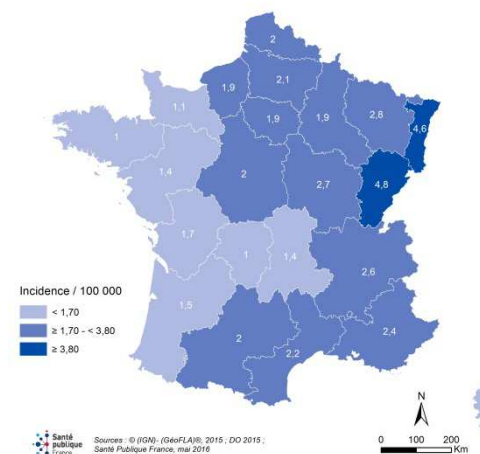 2
1,9
2,1
1,1
1,9
1,9
2,8
4,6
1
1,4
2
2,7
4,8
1,7
1
1,4
2,6
1,5
2
2,2
2,4
Incidence / 100 000
< 1,70
≥ 1,70 - < 3,80
≥ 3,80
N
0 100 200
Km
Santé
publique
France
Sources : © (IGN)- (GéoFLA)®, 2015 ; DO 2015 ;
Santé Publique France, mai 2016